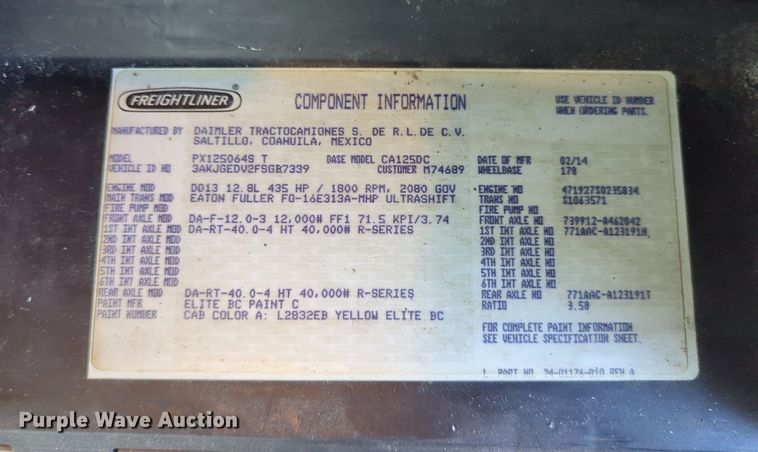 FREIGHTLINER®
COMPONENT INFORMATION
USE VEHICLE ID NUMBER
WHEN ORDERING PARTS.
MANUFACTURED BY DAIMLER TRACTOCAMIONES S. DE R.L.DE C.V.
SALTILLO, COAHUILA, MEXICO
MODEL PX125064S T BASE MODEL CA125DC DATE OF MFR 02/14
VEHICLE ID NO 3AKJGEDV2FSGB7339 CUSTOMER M74689 WHEELBASE 178
ENGINE MOD DD13 12.8L 435 HP / 1800 RPM, 2080 GOV 471927S0235834
MAIN TRANS MOD EATON FULLER FO-16E313A-MHP ULTRASHIFT TRANS NO S1063571
FIRE PUMP MOD FIRE PUMP NO
FRONT AXLE MOD DA-F-12.0-3 12,000# FF1 71.5 KPI/3.74 FRONT AXLE NO 739912-A462042
1ST INT AXLE MOD DA-RT-40.0-4 HT 40,000# R-SERIES 1ST INT AXLE NO 771AAC-A123191N
2ND INT AXLE MOD 2ND INT AXLE NO
3RD INT AXLE MOD 3RD INT AXLE NO
4TH INT AXLE MOD 4TH INT AXLE NO
5TH INT AXLE MOD 5TH INT AXLE NO
6TH INT AXLE MOD 6TH INT AXLE NO
REAR AXLE MOD DA-RT-40.0-4 HT 40,000# R-SERIES REAR AXLE NO 771AAC-A123191T
PAINT MFR ELITE BC PAINT C RATIO 3.58
PAINT NUMBER CAB COLOR A: L2832EB YELLOW ELITE BC
FOR COMPLETE PAINT INFORMATION
SEE VEHICLE SPECIFICATION SHEET.
PART NO. 24-01176-010 REV A
Purple Wave Auction